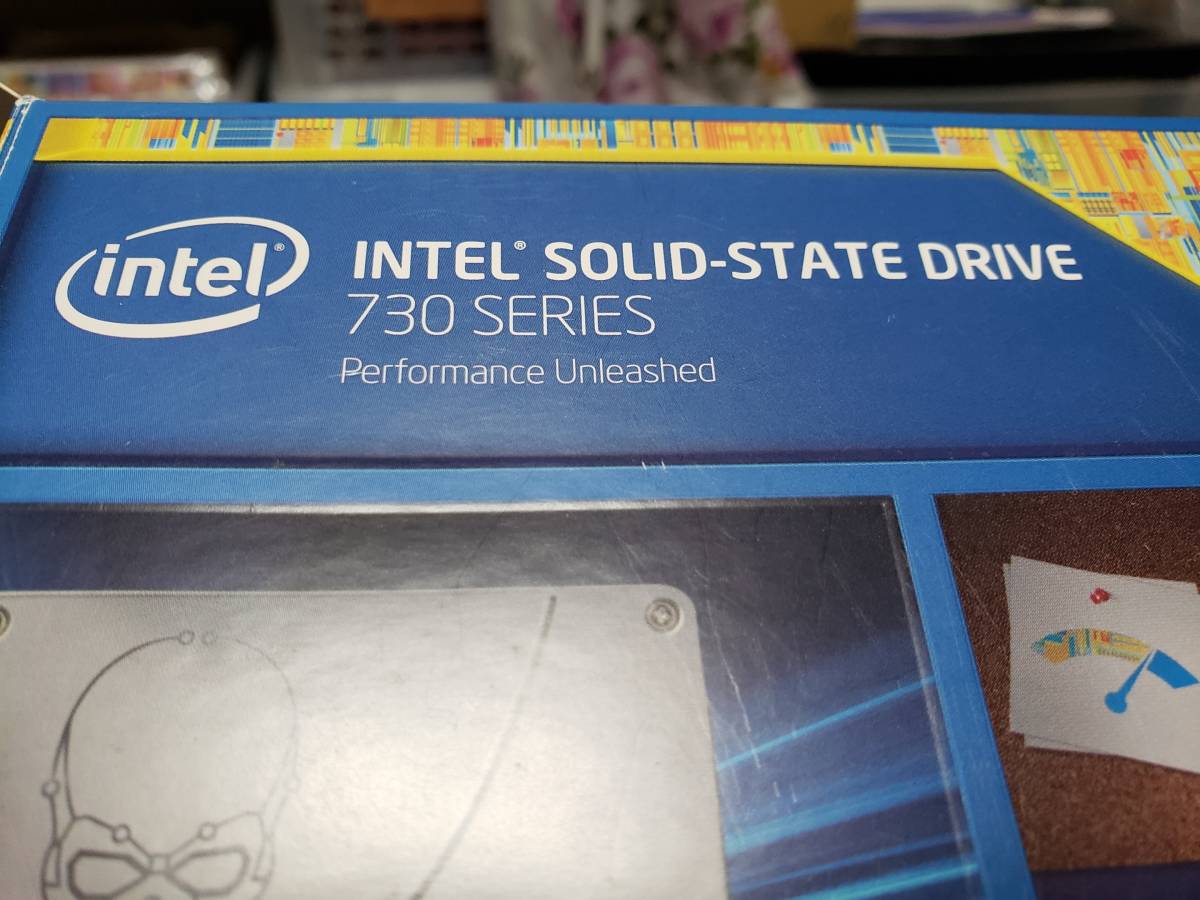 intel®
INTEL® SOLID-STATE DRIVE
730 SERIES
Performance Unleashed